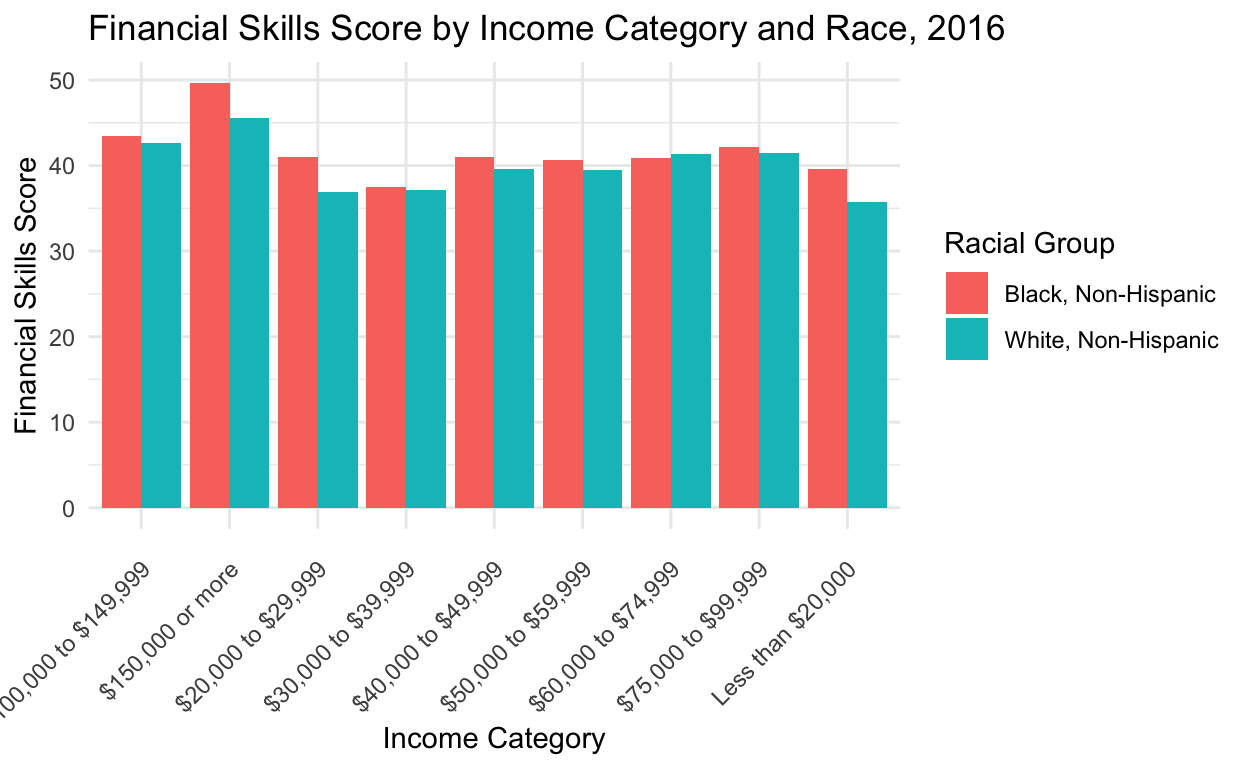 Financial Skills Score by Income Category and Race, 2016
Financial Skills Score
50
40
30
20
10
0
00,000 to $149,999
$150,000 or more
$20,000 to $29,999
$30,000 to $39,999
$40,000 to $49,999
$50,000 to $59,999
$60,000 to $74,999
$75,000 to $99,999
Less than $20,000
Income Category
Racial Group
Black, Non-Hispanic
White, Non-Hispanic